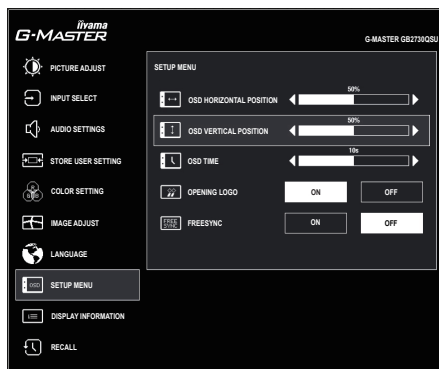 iiyama
G-MASTER
G-MASTER GB2730QSU
PICTURE ADJUST
INPUT SELECT
AUDIO SETTINGS
STORE USER SETTING
COLOR SETTING
IMAGE ADJUST
LANGUAGE
OSD SETUP MENU
DISPLAY INFORMATION
RECALL
SETUP MENU
50%
OSD HORIZONTAL POSITION
50%
OSD VERTICAL POSITION
10s
OSD TIME
OPENING LOGO ON OFF
FREE SYNC FREESYNC ON OFF